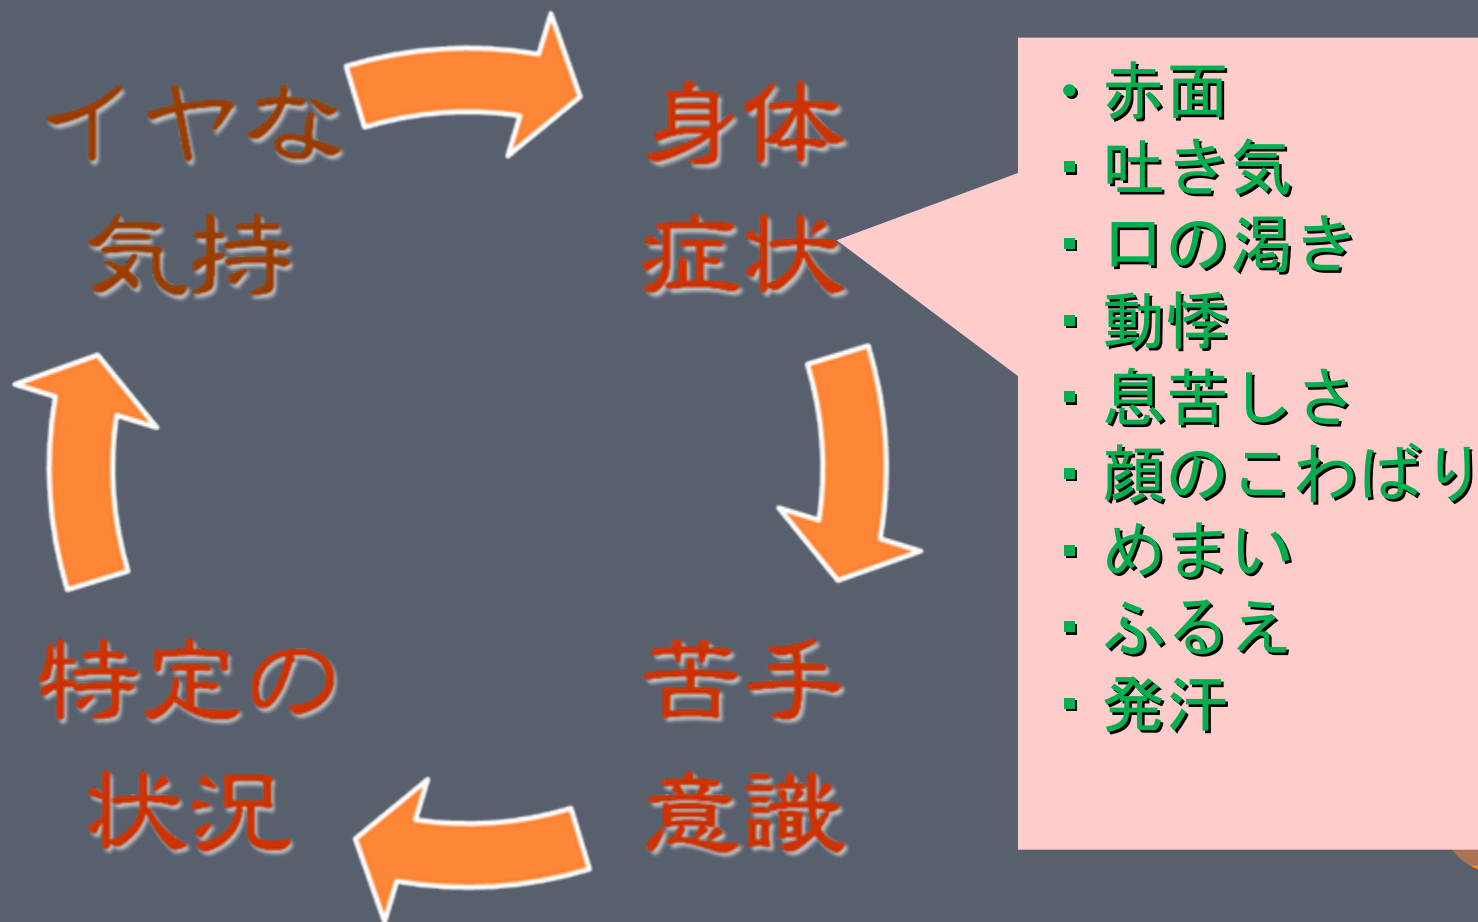 イヤな
気持
身体
症状
苦手
意識
特定の
状況
・赤面
・吐き気
・口の渇き
・動悸
・息苦しさ
・顔のこわばり
・めまい
・ふるえ
・発汗